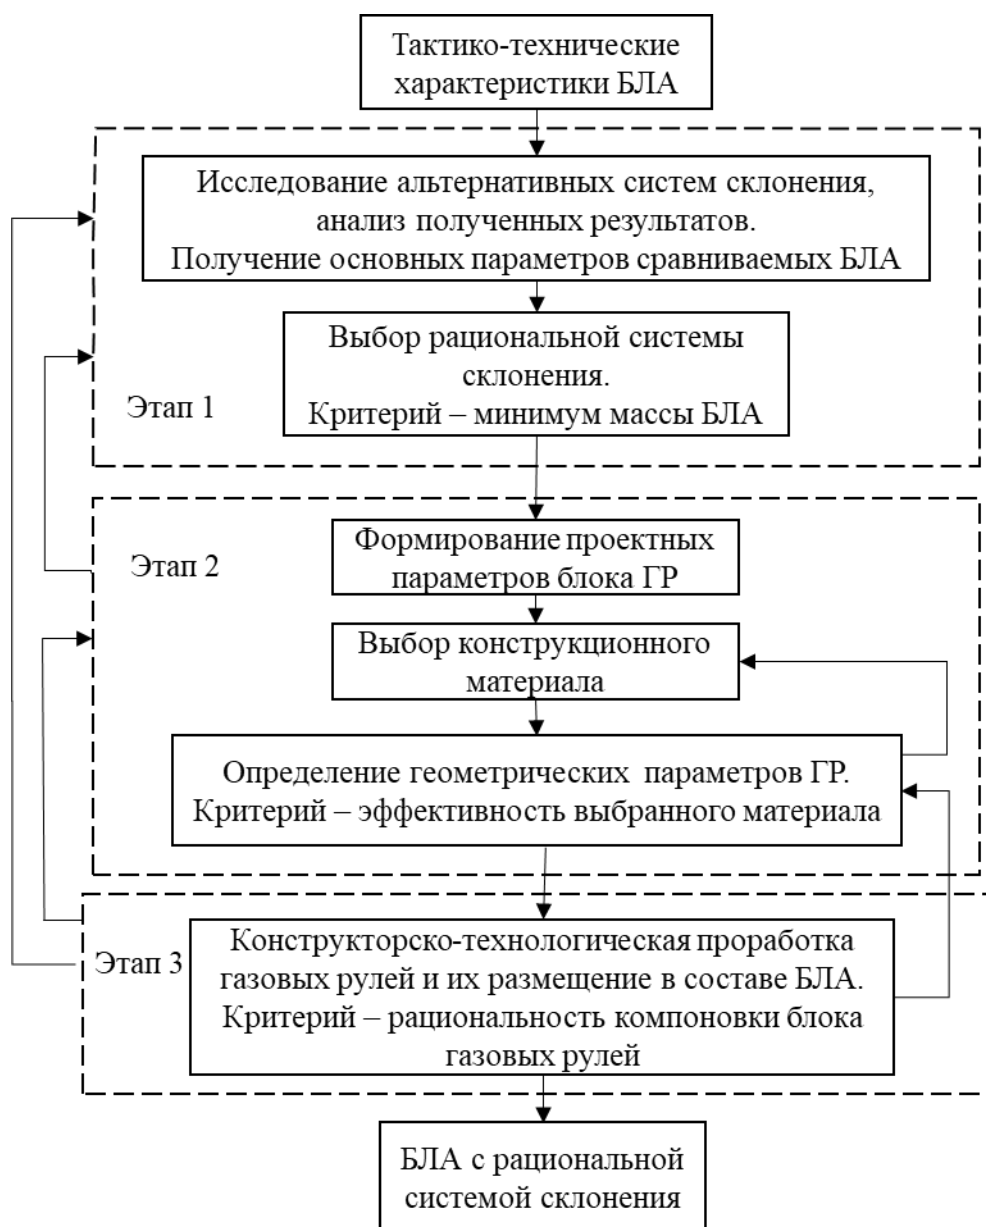 Тактико-технические
характеристики БЛА
Исследование альтернативных систем склонения,
анализ полученных результатов.
Получение основных параметров сравниваемых БЛА
Выбор рациональной системы
склонения.
Критерий – минимум массы БЛА
Этап 1
Этап 2
Формирование проектных
параметров блока ГР
Выбор конструкционного
материала
Определение геометрических параметров ГР.
Критерий – эффективность выбранного материала
Этап 3
Конструкторско-технологическая проработка
газовых рулей и их размещение в составе БЛА.
Критерий – рациональность компоновки блока
газовых рулей
БЛА с рациональной
системой склонения